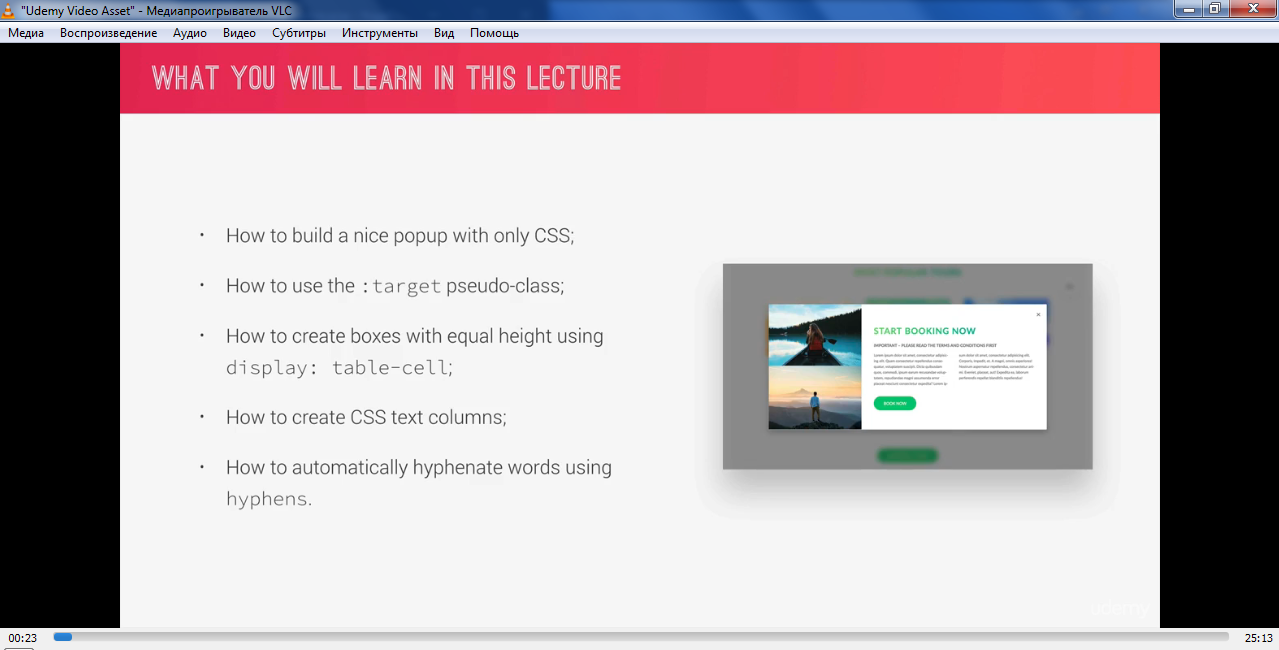 "Udemy Video Asset" - Медиапроигрыватель VLC
Медиа Воспроизведение Аудио Видео Субтитры Инструменты Вид Помощь
WHAT YOU WILL LEARN IN THIS LECTURE
• How to build a nice popup with only CSS;
• How to use the :target pseudo-class;
• How to create boxes with equal height using
display: table-cell;
• How to create CSS text columns;
• How to automatically hyphenate words using
hyphens.
START BOOKING NOW
IMPORTANT – PLEASE READ THE TERMS AND CONDITIONS FIRST
BOOK NOW
udemy
00:23 25:13